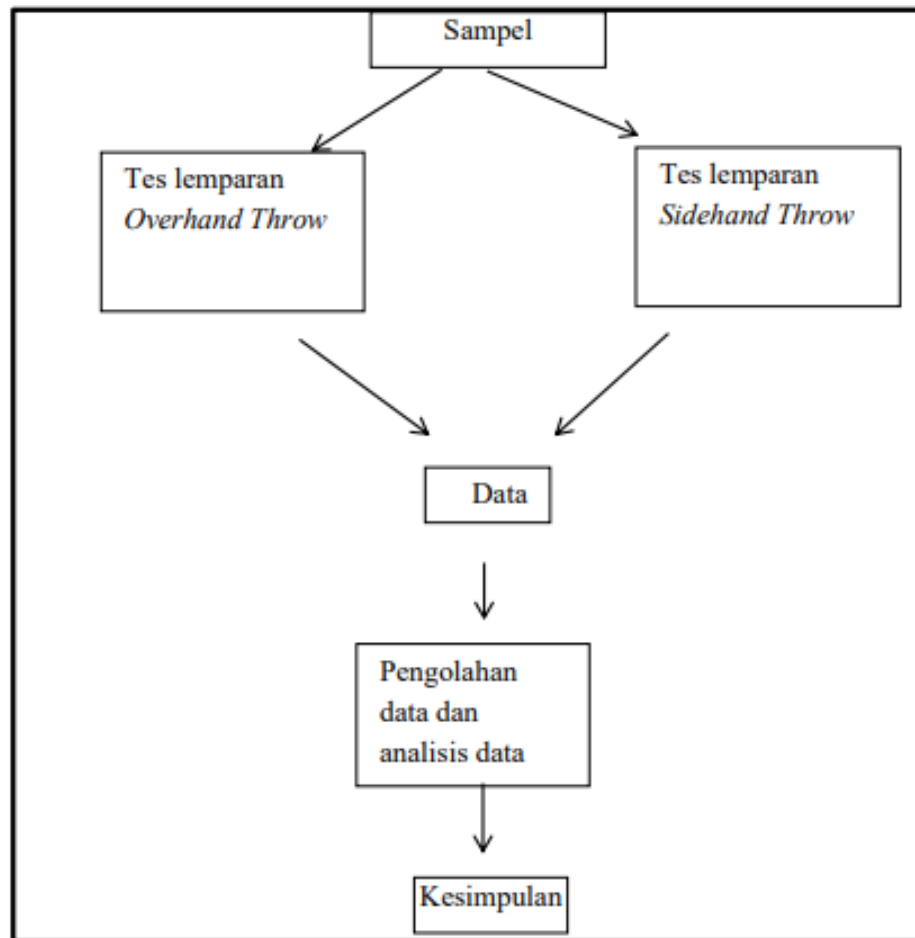 Sampel
Tes lemparan
Overhand Throw
Tes lemparan
Sidehand Throw
Data
Pengolahan
data dan
analisis data
Kesimpulan